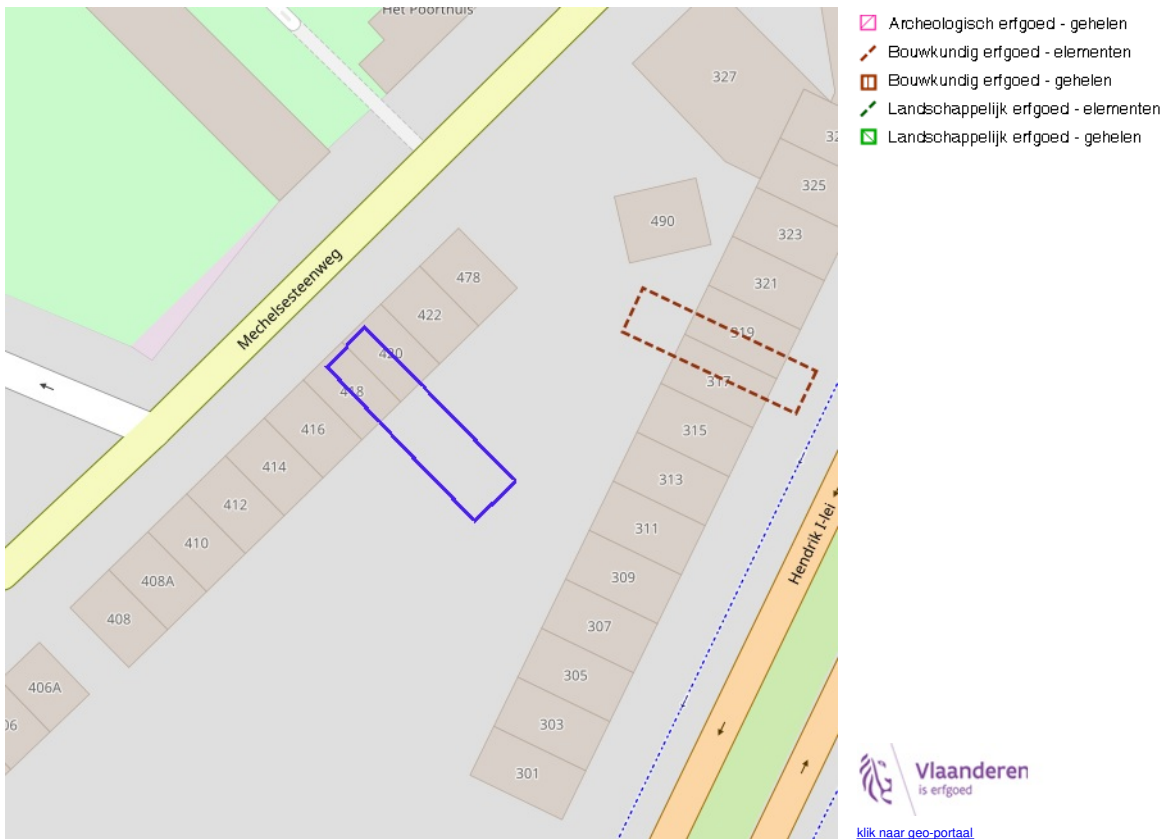 Het Poorthuis
327
325
323
321
319
317
315
313
311
309
307
305
303
301
490
478
422
420
418
416
414
412
410
408A
408
406A
Mechelsesteenweg
Hendrik I-lei
Archeologisch erfgoed - gehelen
Bouwkundig erfgoed - elementen
Bouwkundig erfgoed - gehelen
Landschappelijk erfgoed - elementen
Landschappelijk erfgoed - gehelen
Vlaanderen
is erfgoed
klik naar geo-portaal